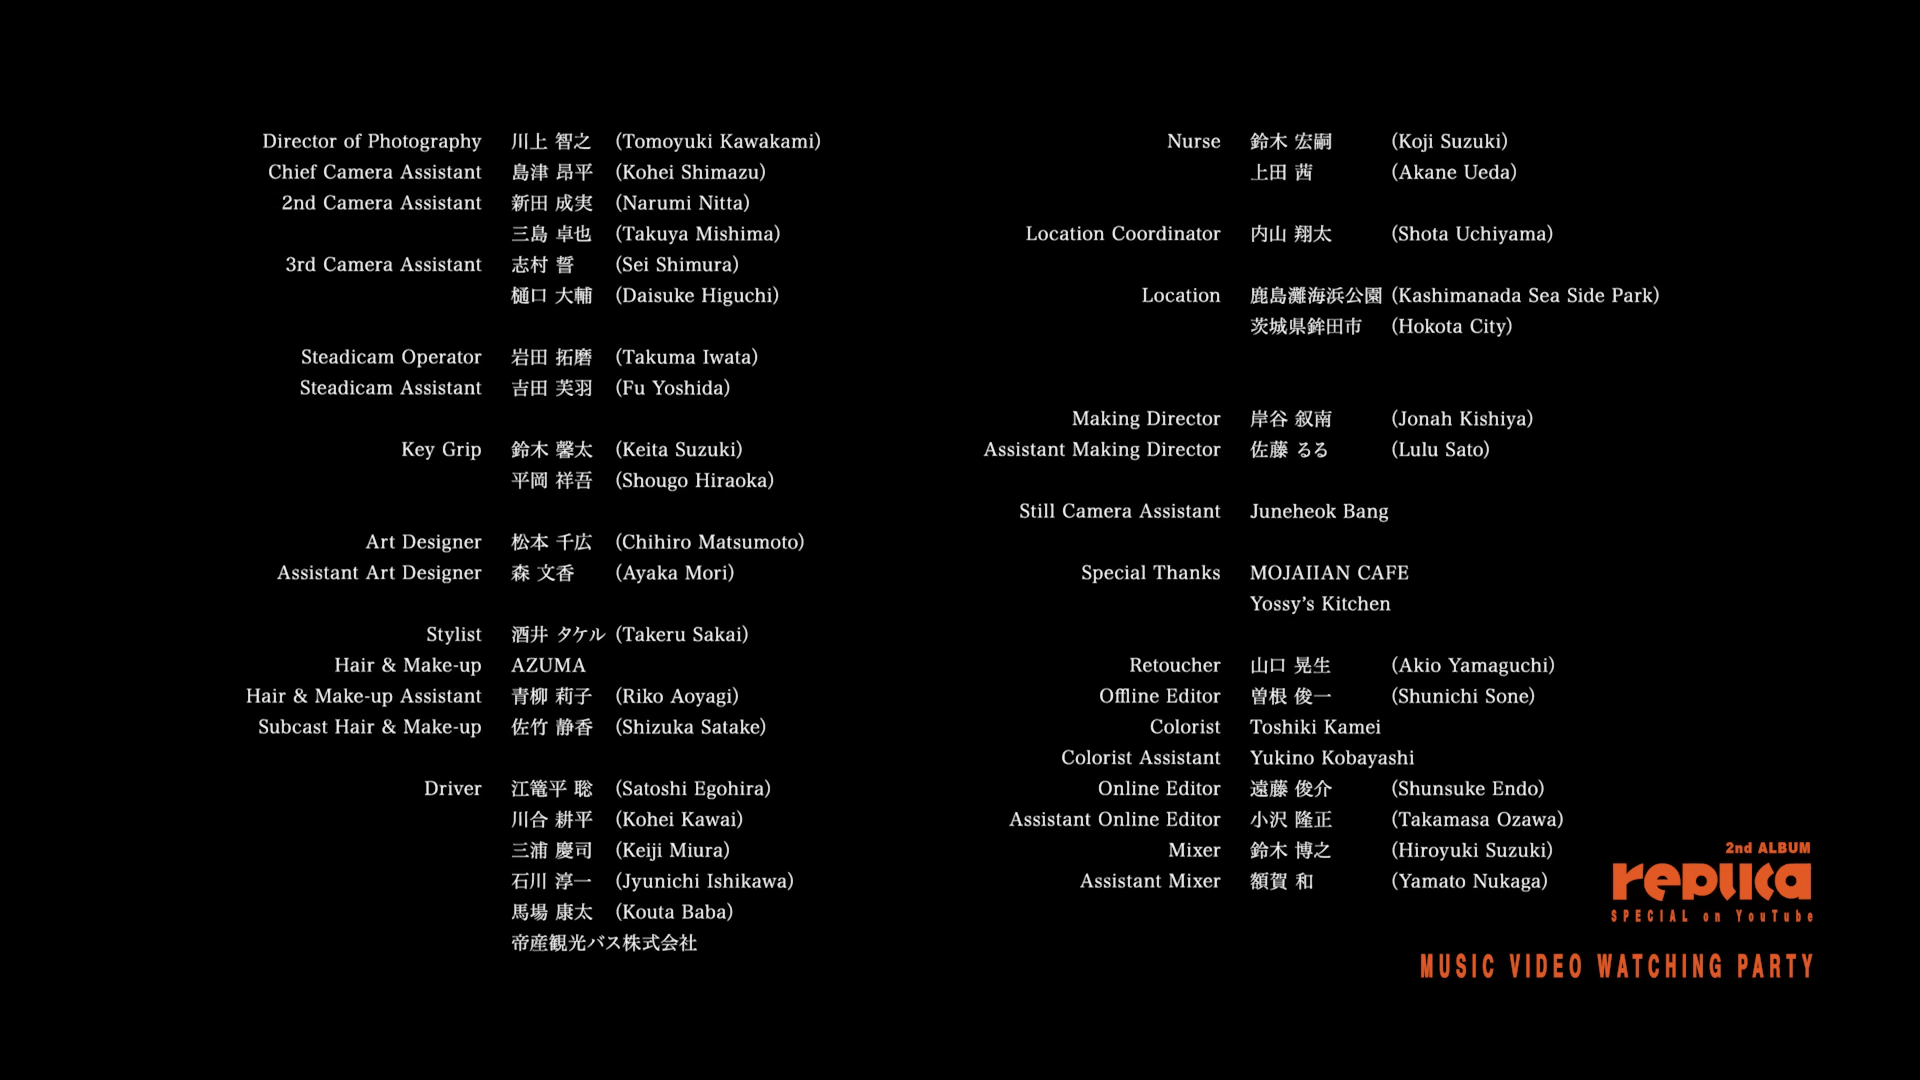 Director of Photography 川上 智之 (Tomoyuki Kawakami)
Chief Camera Assistant 島津 昂平 (Kohei Shimazu)
2nd Camera Assistant 新田 成実 (Narumi Nitta)
三島 卓也 (Takuya Mishima)
3rd Camera Assistant 志村 誓 (Sei Shimura)
樋口 大輔 (Daisuke Higuchi)
Steadicam Operator 岩田 拓磨 (Takuma Iwata)
Steadicam Assistant 吉田 芙羽 (Fu Yoshida)
Key Grip 鈴木 馨太 (Keita Suzuki)
平岡 祥吾 (Shougo Hiraoka)
Art Designer 松本 千広 (Chihiro Matsumoto)
Assistant Art Designer 森 文香 (Ayaka Mori)
Stylist 酒井 タケル (Takeru Sakai)
Hair & Make-up AZUMA
Hair & Make-up Assistant 青柳 莉子 (Riko Aoyagi)
Subcast Hair & Make-up 佐竹 静香 (Shizuka Satake)
Driver 江篭平 聡 (Satoshi Egohira)
川合 耕平 (Kohei Kawai)
三浦 慶司 (Keiji Miura)
石川 淳一 (Jyunichi Ishikawa)
馬場 康太 (Kouta Baba)
帝産観光バス株式会社
Nurse 鈴木 宏嗣 (Koji Suzuki)
上田 茜 (Akane Ueda)
Location Coordinator 内山 翔太 (Shota Uchiyama)
Location 鹿島灘海浜公園 (Kashimanada Sea Side Park)
茨城県鉾田市 (Hokota City)
Making Director 岸谷 叙南 (Jonah Kishiya)
Assistant Making Director 佐藤 るる (Lulu Sato)
Still Camera Assistant Juneheok Bang
Special Thanks MOJAIIAN CAFE
Yossy's Kitchen
Retoucher 山口 晃生 (Akio Yamaguchi)
Offline Editor 曽根 俊一 (Shunichi Sone)
Colorist Toshiki Kamei
Colorist Assistant Yukino Kobayashi
Online Editor 遠藤 俊介 (Shunsuke Endo)
Assistant Online Editor 小沢 隆正 (Takamasa Ozawa)
Mixer 鈴木 博之 (Hiroyuki Suzuki)
Assistant Mixer 額賀 和 (Yamato Nukaga)
2nd ALBUM
replica
SPECIAL on YouTube
MUSIC VIDEO WATCHING PARTY